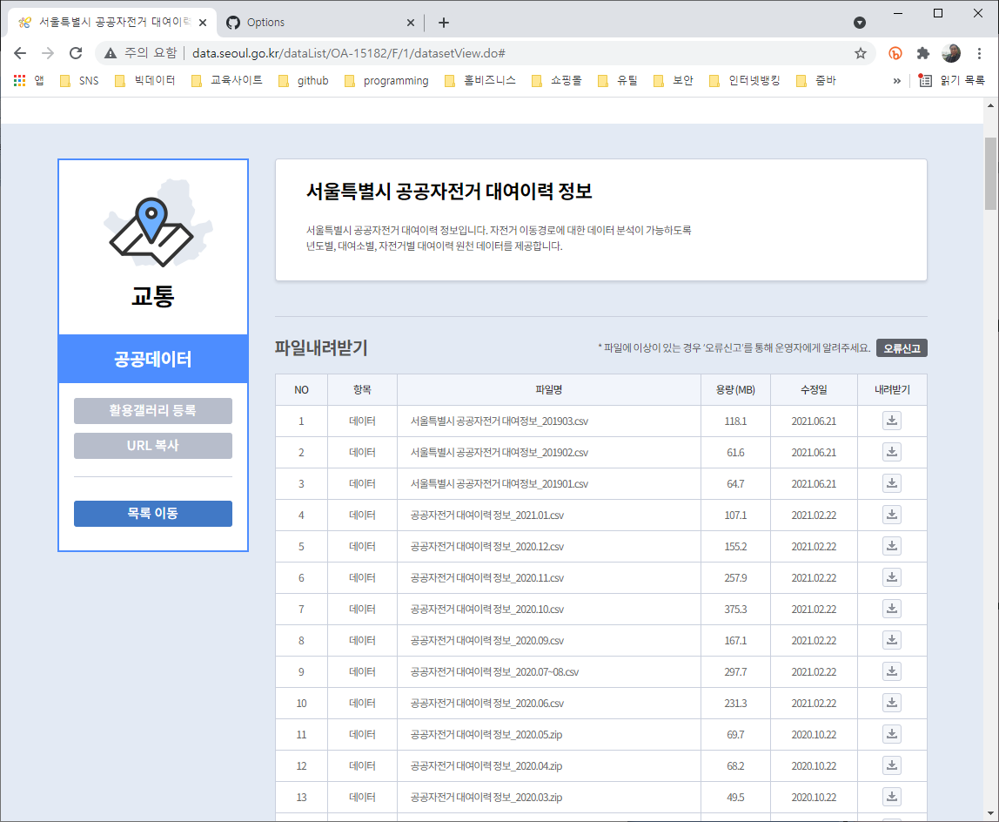 서울특별시 공공자전거 대여이력
Options
주의 요함
data.seoul.go.kr/dataList/OA-15182/F/1/datasetView.do#
앱 SNS 빅데이터 교육사이트 github programming 홈비즈니스 쇼핑몰 유틸 보안 인터넷뱅킹 줌바 » 읽기 목록
교통
공공데이터
활용갤러리 등록
URL 복사
목록 이동
서울특별시 공공자전거 대여이력 정보
서울특별시 공공자전거 대여이력 정보입니다. 자전거 이동경로에 대한 데이터 분석이 가능하도록
년도별, 대여소별, 자전거별 대여이력 원천 데이터를 제공합니다.
파일내려받기
* 파일에 이상이 있는 경우 '오류신고'를 통해 운영자에게 알려주세요. 오류신고
NO 항목 파일명 용량(MB) 수정일 내려받기
1 데이터 서울특별시 공공자전거 대여정보_201903.csv 118.1 2021.06.21
2 데이터 서울특별시 공공자전거 대여정보_201902.csv 61.6 2021.06.21
3 데이터 서울특별시 공공자전거 대여정보_201901.csv 64.7 2021.06.21
4 데이터 공공자전거 대여이력 정보_2021.01.csv 107.1 2021.02.22
5 데이터 공공자전거 대여이력 정보_2020.12.csv 155.2 2021.02.22
6 데이터 공공자전거 대여이력 정보_2020.11.csv 257.9 2021.02.22
7 데이터 공공자전거 대여이력 정보_2020.10.csv 375.3 2021.02.22
8 데이터 공공자전거 대여이력 정보_2020.09.csv 167.1 2021.02.22
9 데이터 공공자전거 대여이력 정보_2020.07~08.csv 297.7 2021.02.22
10 데이터 공공자전거 대여이력 정보_2020.06.csv 231.3 2021.02.22
11 데이터 공공자전거 대여이력 정보_2020.05.zip 69.7 2020.10.22
12 데이터 공공자전거 대여이력 정보_2020.04.zip 68.2 2020.10.22
13 데이터 공공자전거 대여이력 정보_2020.03.zip 49.5 2020.10.22